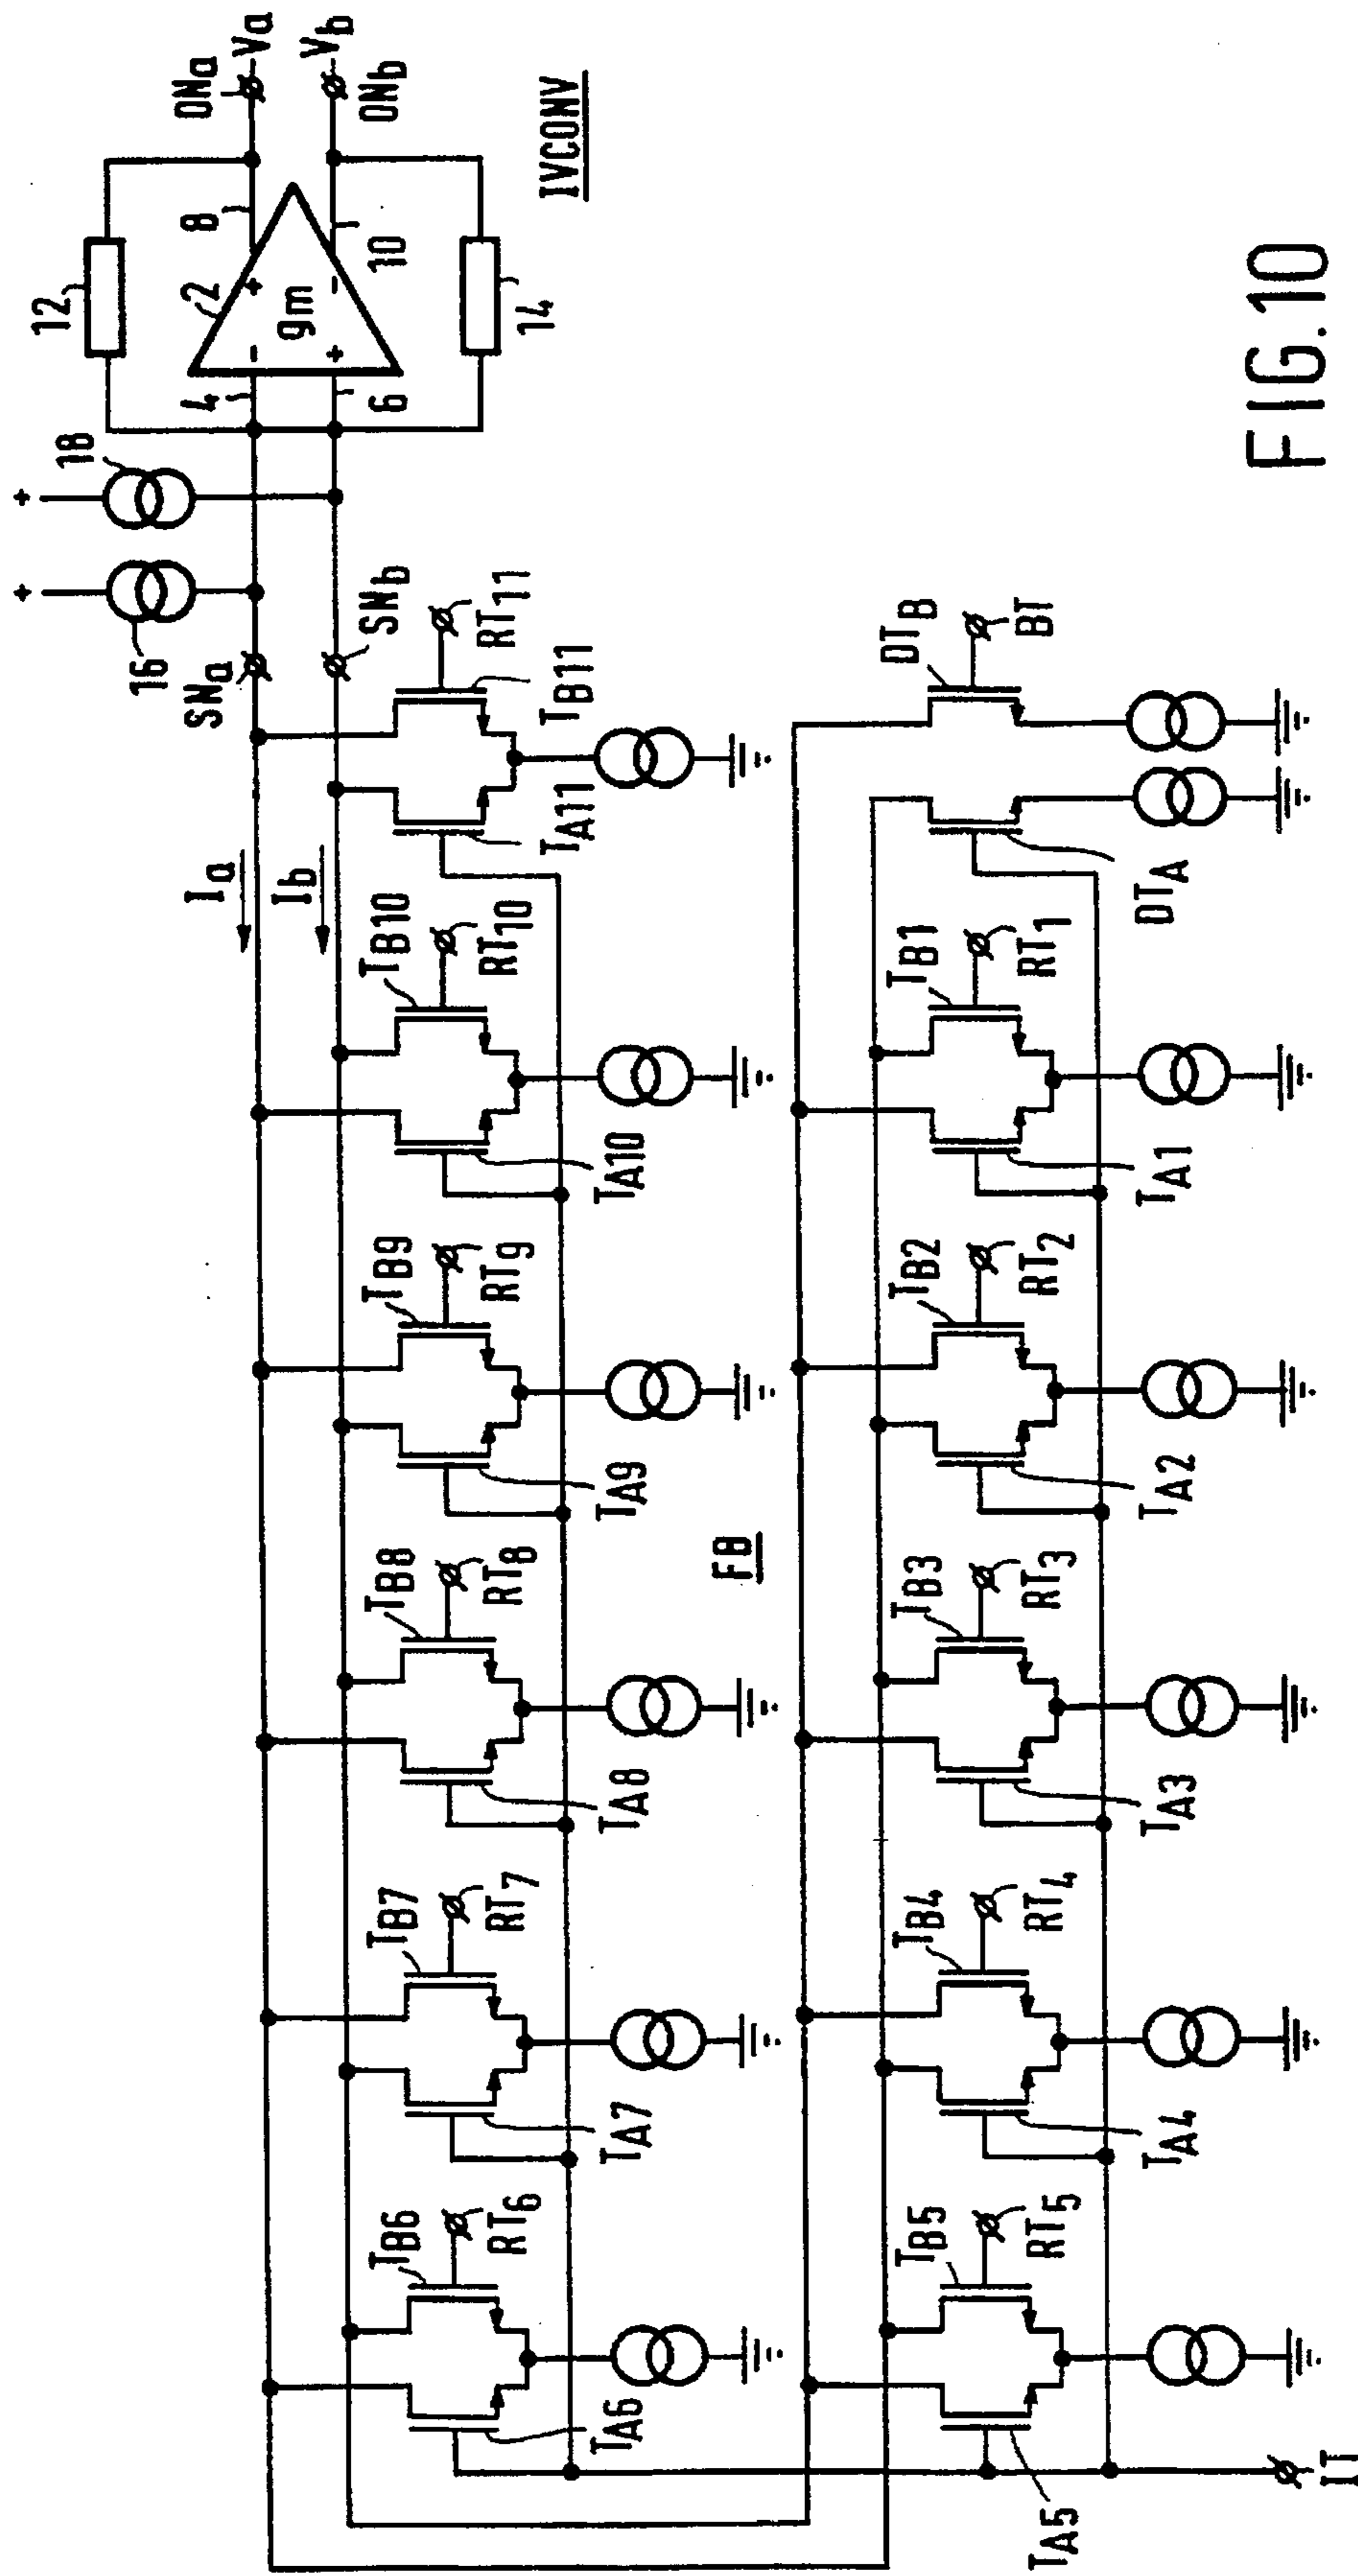 12
14
2
4
6
8
10
gm
- +
+ -
ONa
Va
Vb
ONb
IVCONV
16
18
+
+
SNa
SNb
Ia
Ib
TB6
TB7
TB8
TB9
TB10
TB11
RT6
RT7
RT8
RT9
RT10
RT11
TA6
TA7
TA8
TA9
TA10
TA11
FB
TB5
TB4
TB3
TB2
TB1
DTB
RT5
RT4
RT3
RT2
RT1
BT
TA5
TA4
TA3
TA2
TA1
DTA
IT
FIG.10